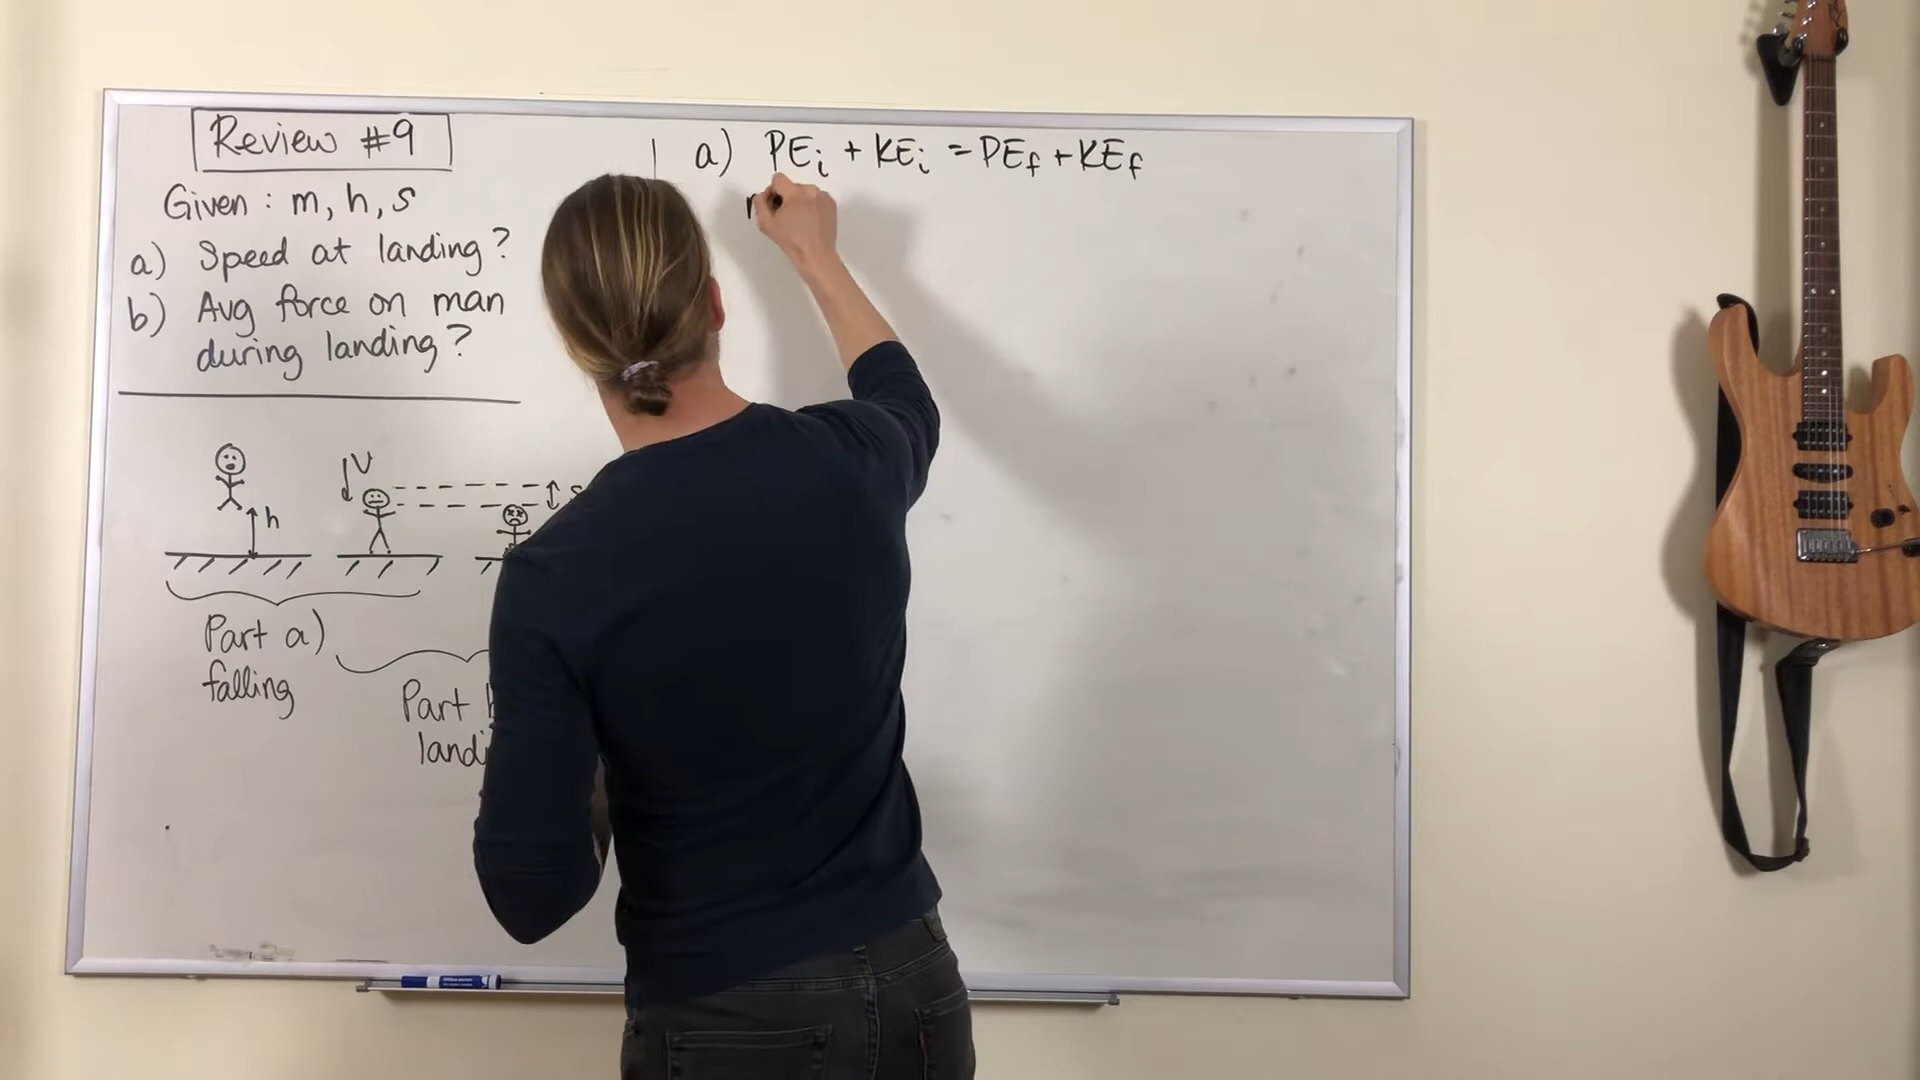 Review #9
Given : m, h, s
a) Speed at landing?
b) Avg force on man
during landing?
h
v
Part a)
falling
Part
landi
a) PEi + KEi = PEf + KEf